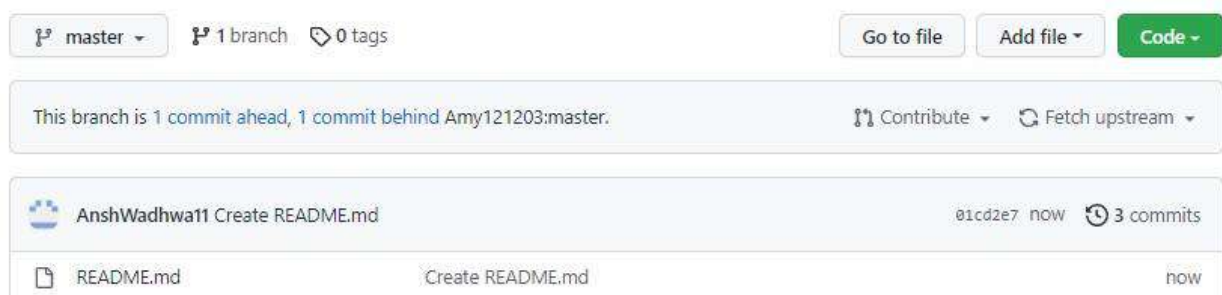 master 1 branch 0 tags Go to file Add file Code
This branch is 1 commit ahead, 1 commit behind Amy121203:master. Contribute Fetch upstream
AnshWadhwa11 Create README.md 01cd2e7 now 3 commits
README.md Create README.md now